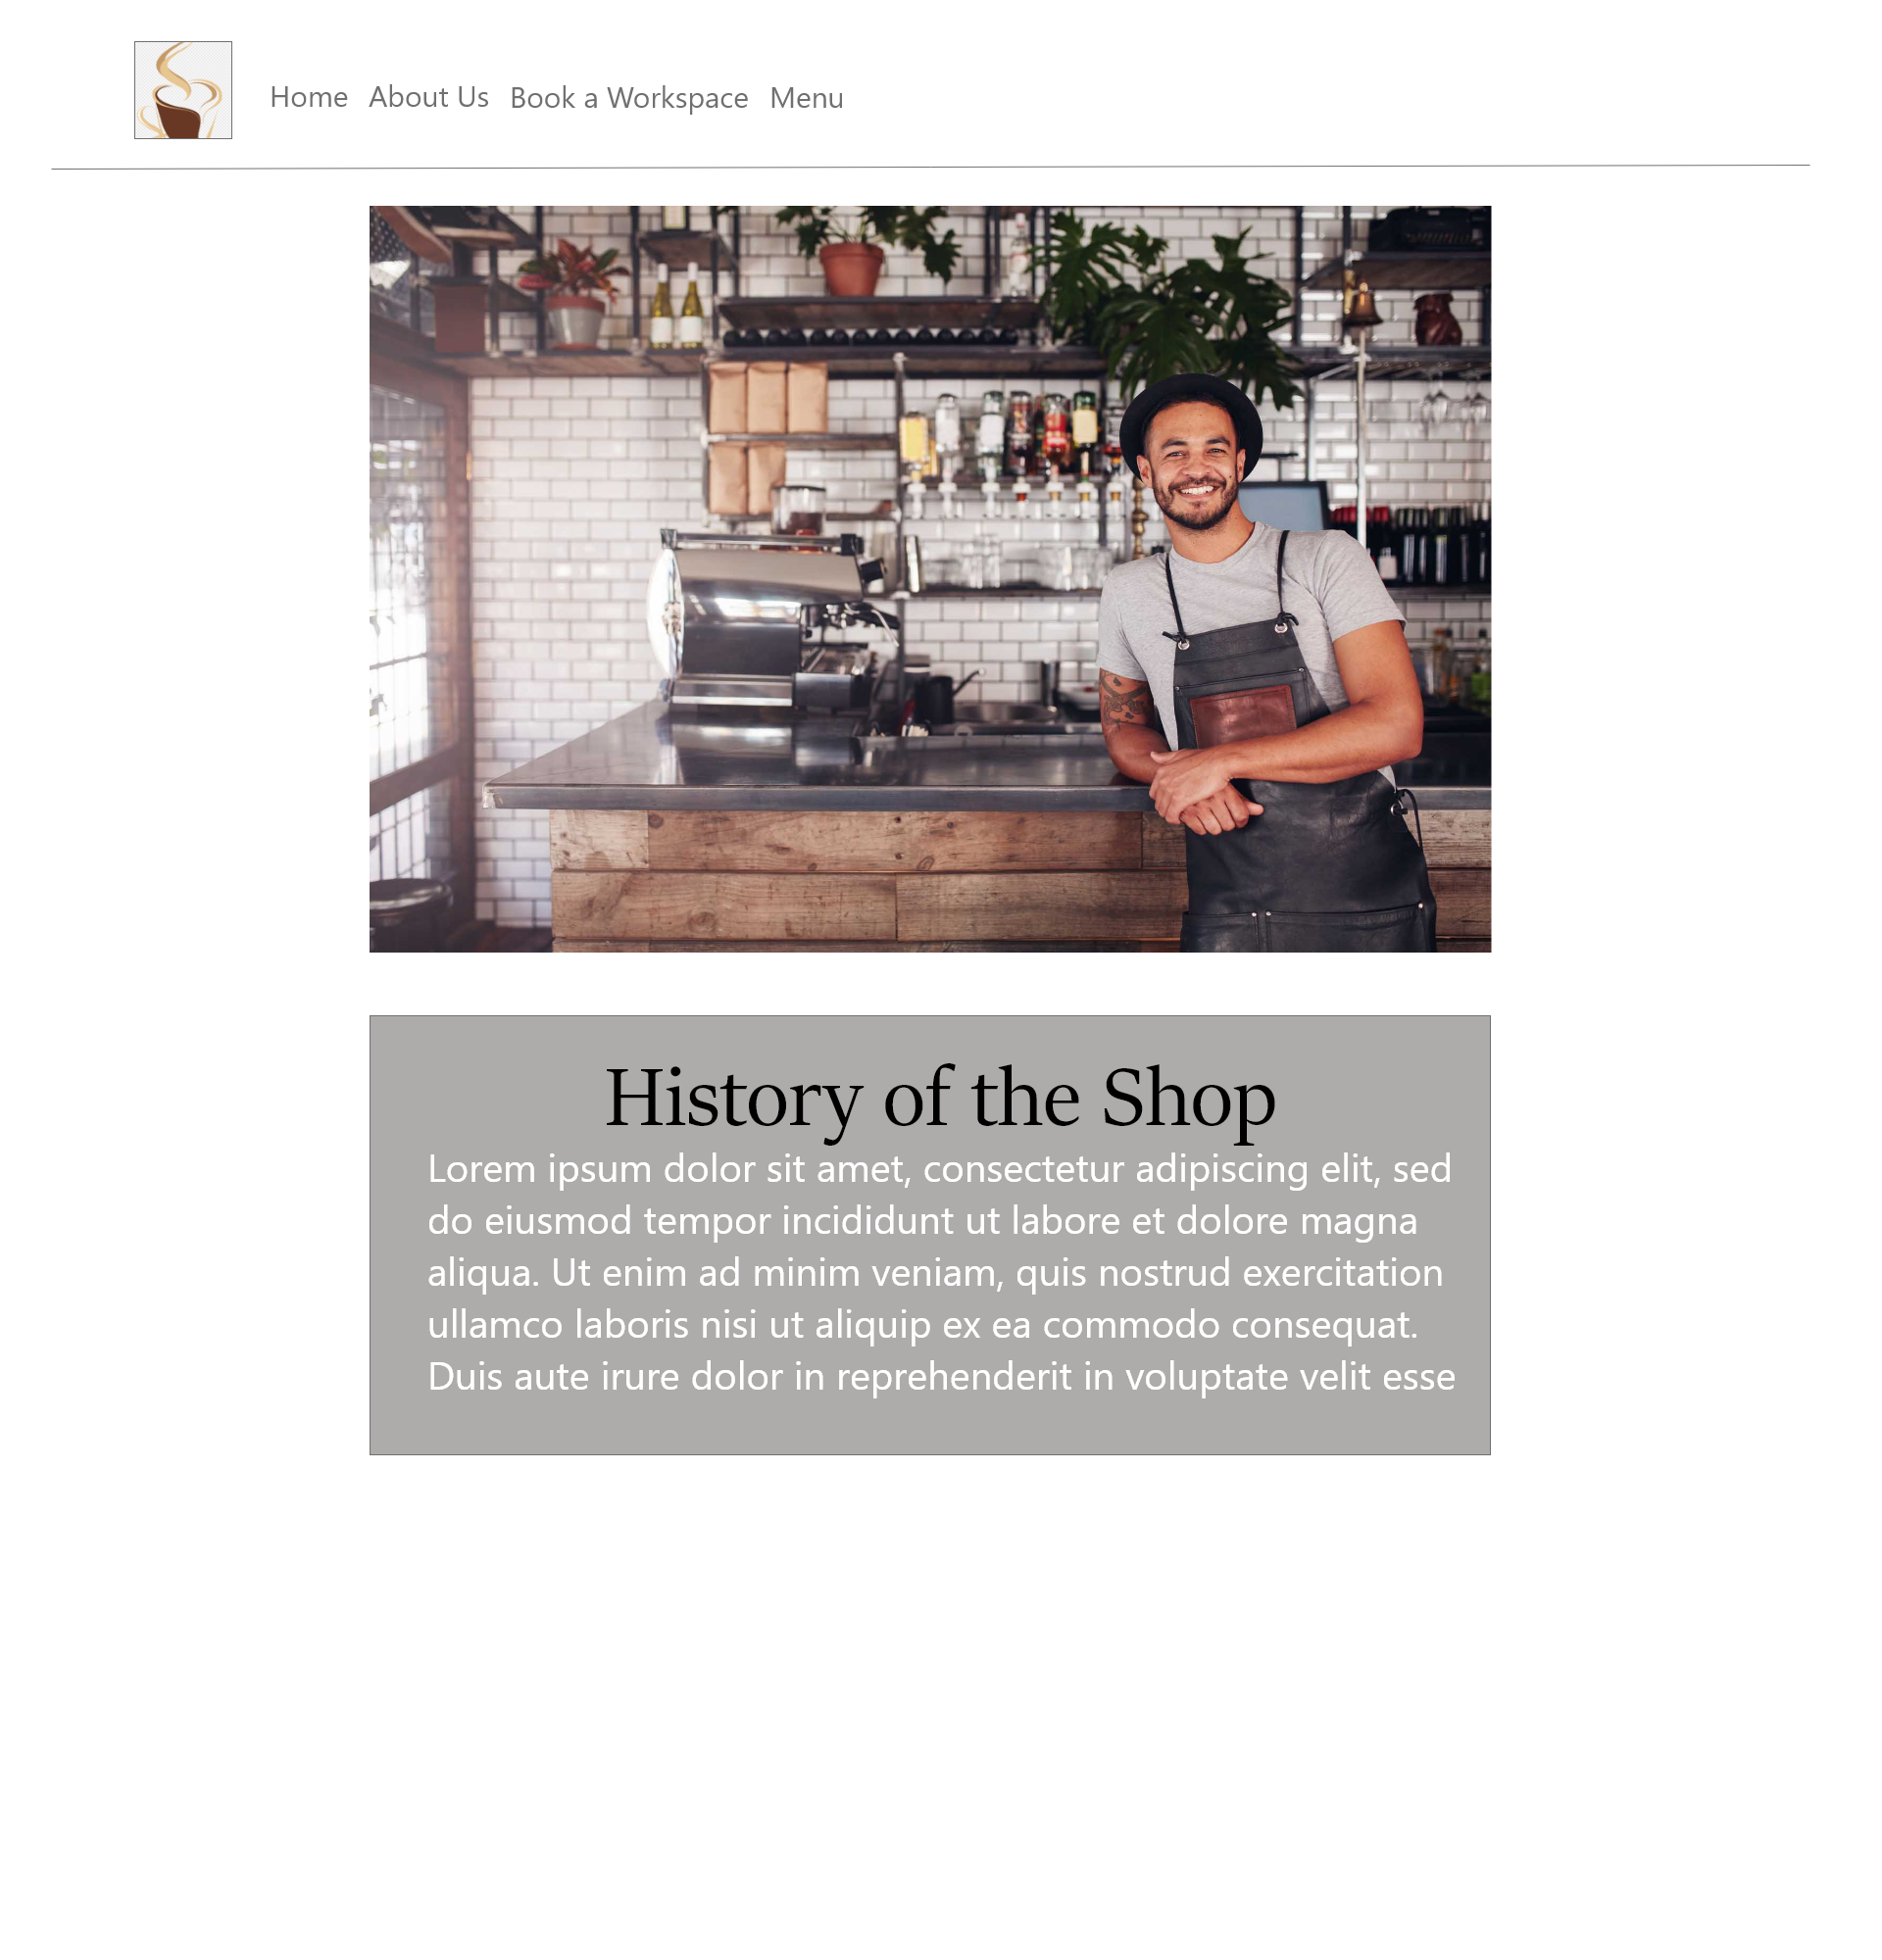 Home About Us Book a Workspace Menu
History of the Shop
Lorem ipsum dolor sit amet, consectetur adipiscing elit, sed
do eiusmod tempor incididunt ut labore et dolore magna
aliqua. Ut enim ad minim veniam, quis nostrud exercitation
ullamco laboris nisi ut aliquip ex ea commodo consequat.
Duis aute irure dolor in reprehenderit in voluptate velit esse